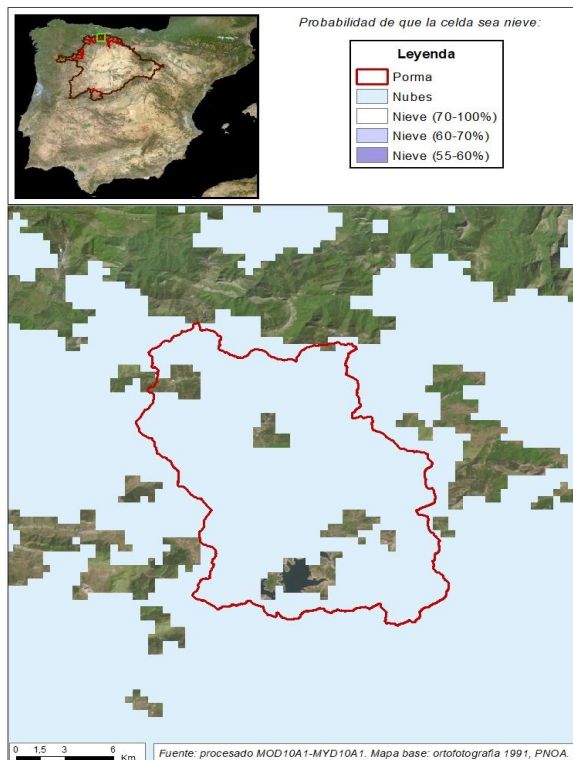 Probabilidad de que la celda sea nieve:
Leyenda
Porma
Nubes
Nieve (70-100%)
Nieve (60-70%)
Nieve (55-60%)
0 1,5 3 6
Km
Fuente: procesado MOD10A1-MYD10A1. Mapa base: ortofotografía 1991, PNOA.